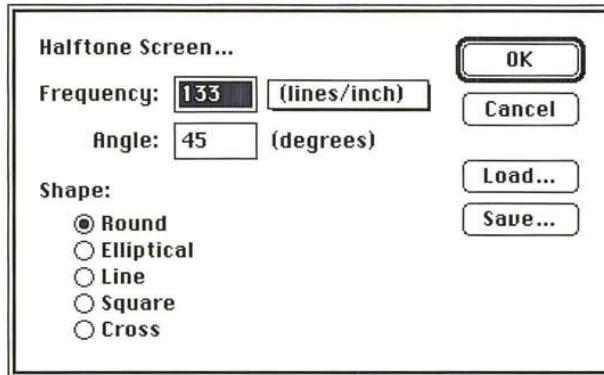 Halftone Screen...
Frequency: 133 (lines/inch)
Angle: 45 (degrees)
Shape:
Round
Elliptical
Line
Square
Cross
OK
Cancel
Load...
Save...